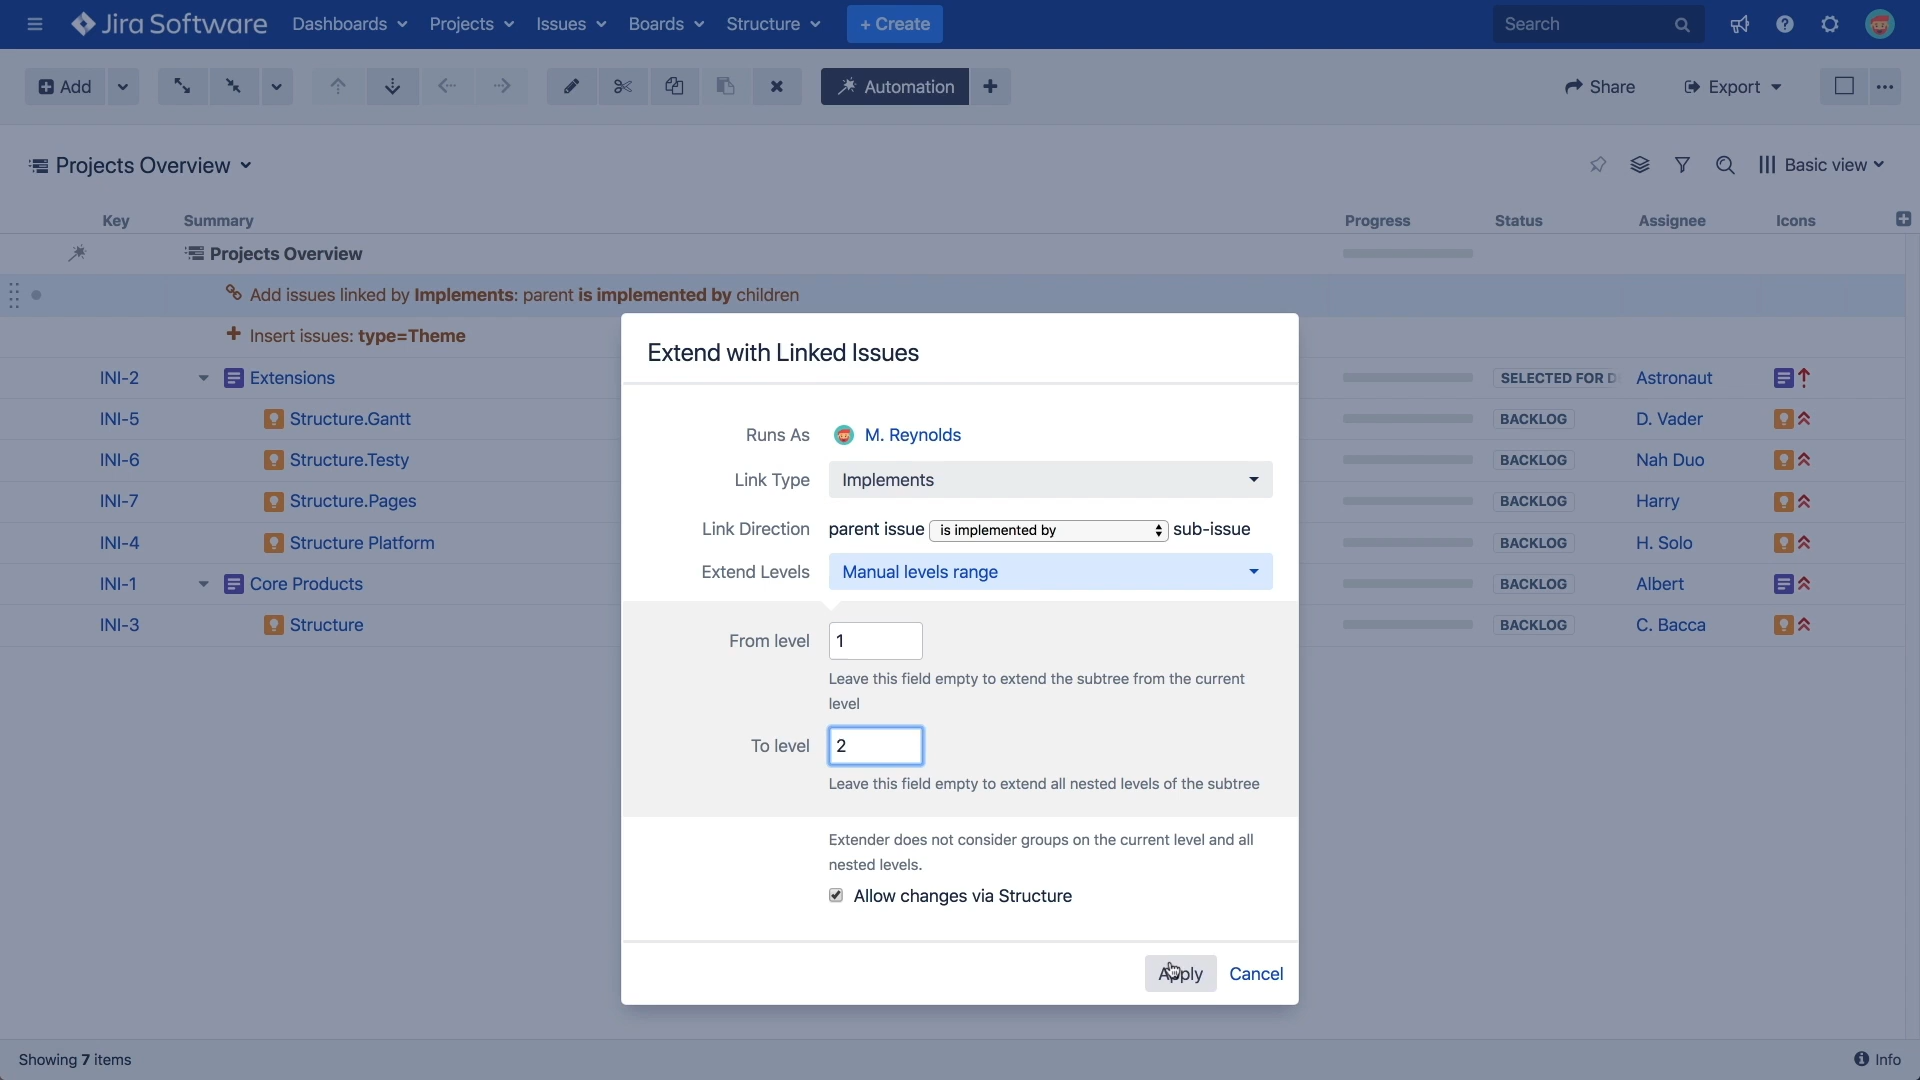 Jira Software Dashboards Projects Issues Boards Structure + Create Search
Add Automation Share Export
Projects Overview Basic view
Key Summary Progress Status Assignee Icons
Projects Overview
Add issues linked by Implements: parent is implemented by children
Insert issues: type=Theme
INI-2 Extensions SELECTED FOR D Astronaut
INI-5 Structure.Gantt BACKLOG D. Vader
INI-6 Structure.Testy BACKLOG Nah Duo
INI-7 Structure.Pages BACKLOG Harry
INI-4 Structure Platform BACKLOG H. Solo
INI-1 Core Products BACKLOG Albert
INI-3 Structure BACKLOG C. Bacca
Extend with Linked Issues
Runs As M. Reynolds
Link Type Implements
Link Direction parent issue is implemented by sub-issue
Extend Levels Manual levels range
From level 1
Leave this field empty to extend the subtree from the current
level
To level 2
Leave this field empty to extend all nested levels of the subtree
Extender does not consider groups on the current level and all
nested levels.
Allow changes via Structure
Apply Cancel
Showing 7 items Info